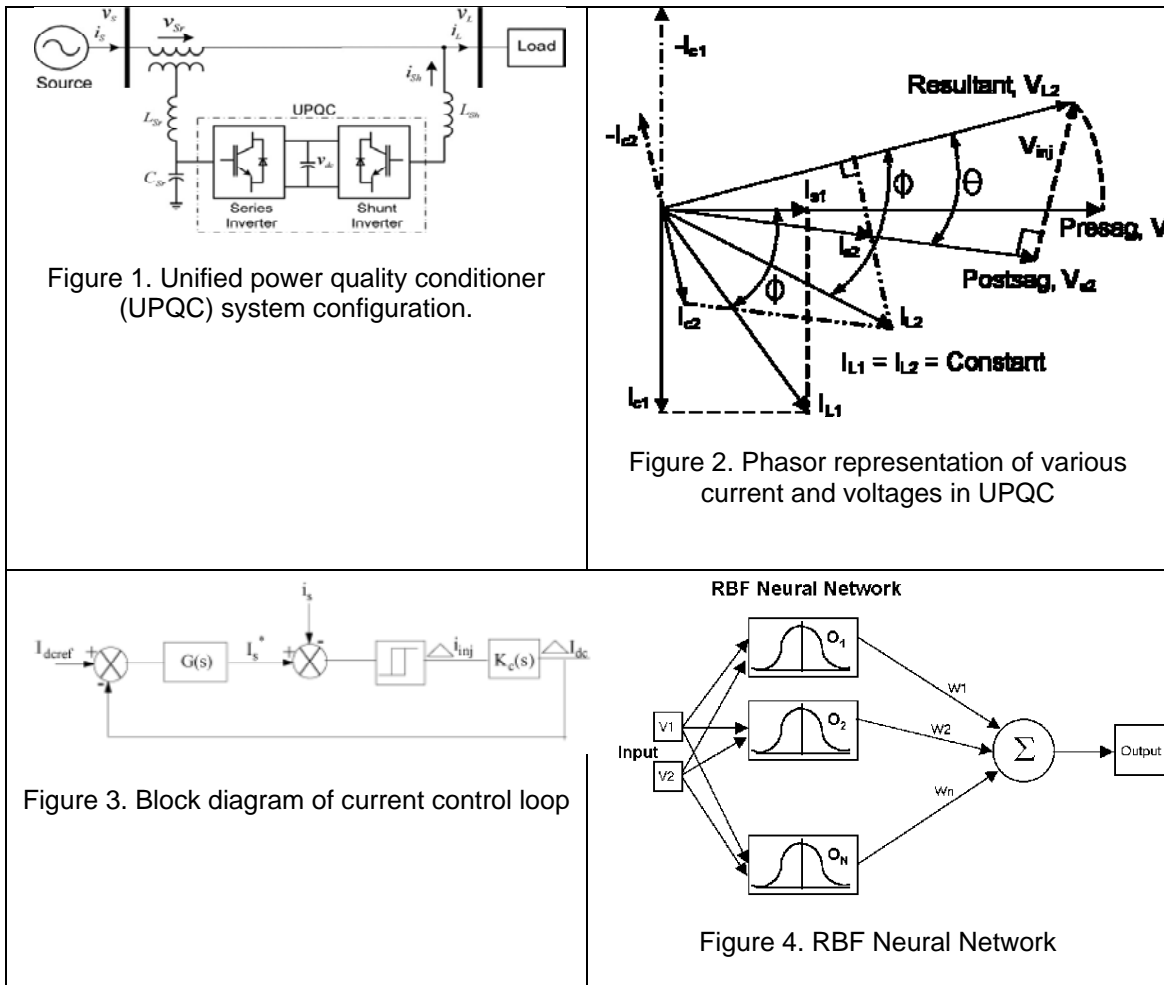 v_S
v_Sr
v_L
i_S
i_L
Load
Source
i_Sh
L_Sr
UPQC
L_Sh
v_dc
C_Sr
Series
Inverter
Shunt
Inverter
Figure 1. Unified power quality conditioner
(UPQC) system configuration.
-I_c1
Resultant, V_L2
-I_c2
V_inj
ϕ
θ
I_s1
Presag, V
I_s2
Postsag, V_s2
ϕ
I_c2
I_L2
I_L1 = I_L2 = Constant
I_c1
I_L1
Figure 2. Phasor representation of various
current and voltages in UPQC
i_s
I_dcref
+
-
G(s)
I_s*
+
-
△ i_inj
K_c(s)
△ I_dc
Figure 3. Block diagram of current control loop
RBF Neural Network
O_1
W1
V1
O_2
W2
Input
V2
Σ
Output
Wn
O_N
Figure 4. RBF Neural Network